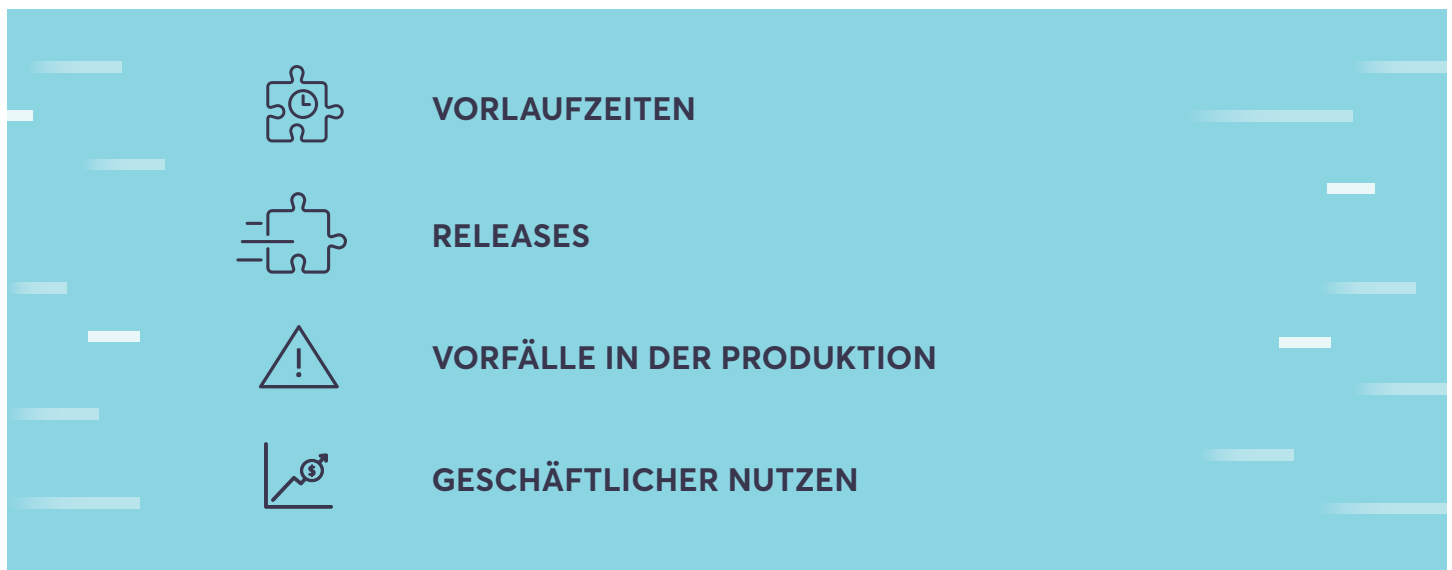 VORLAUFZEITEN
RELEASES
VORFÄLLE IN DER PRODUKTION
$
GESCHÄFTLICHER NUTZEN